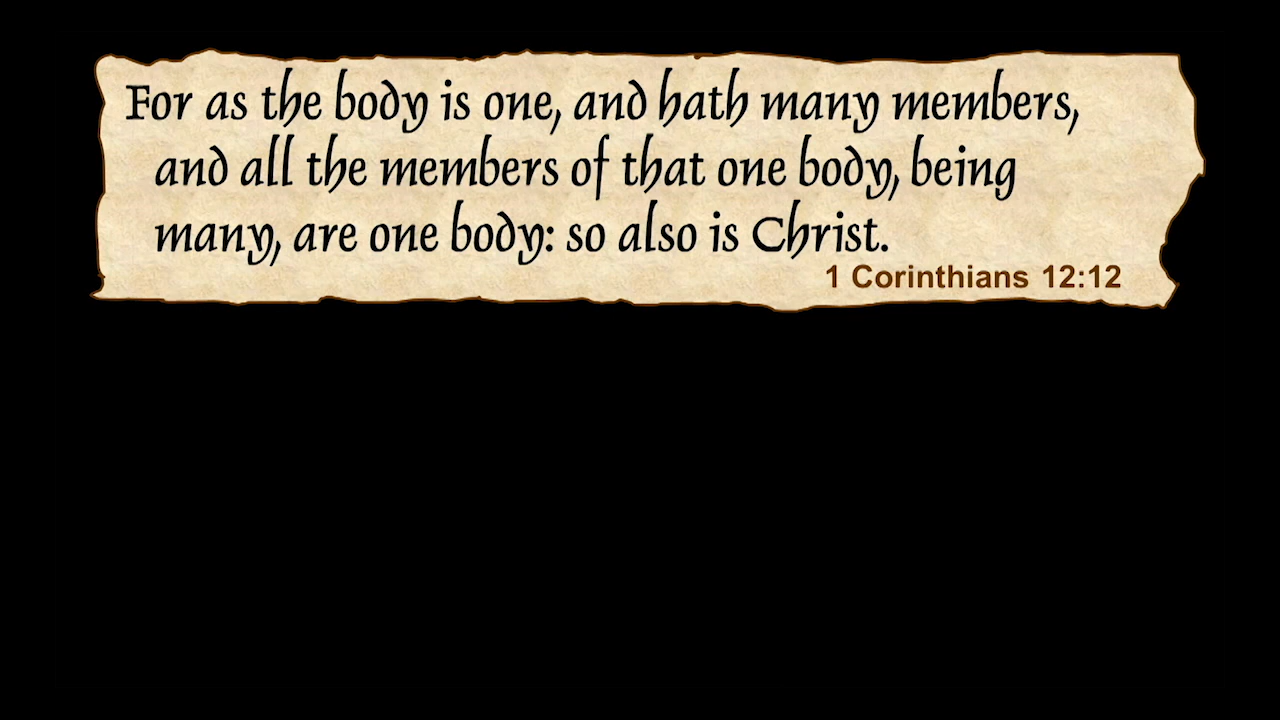 For as the body is one, and hath many members,
and all the members of that one body, being
many, are one body: so also is Christ.
1 Corinthians 12:12